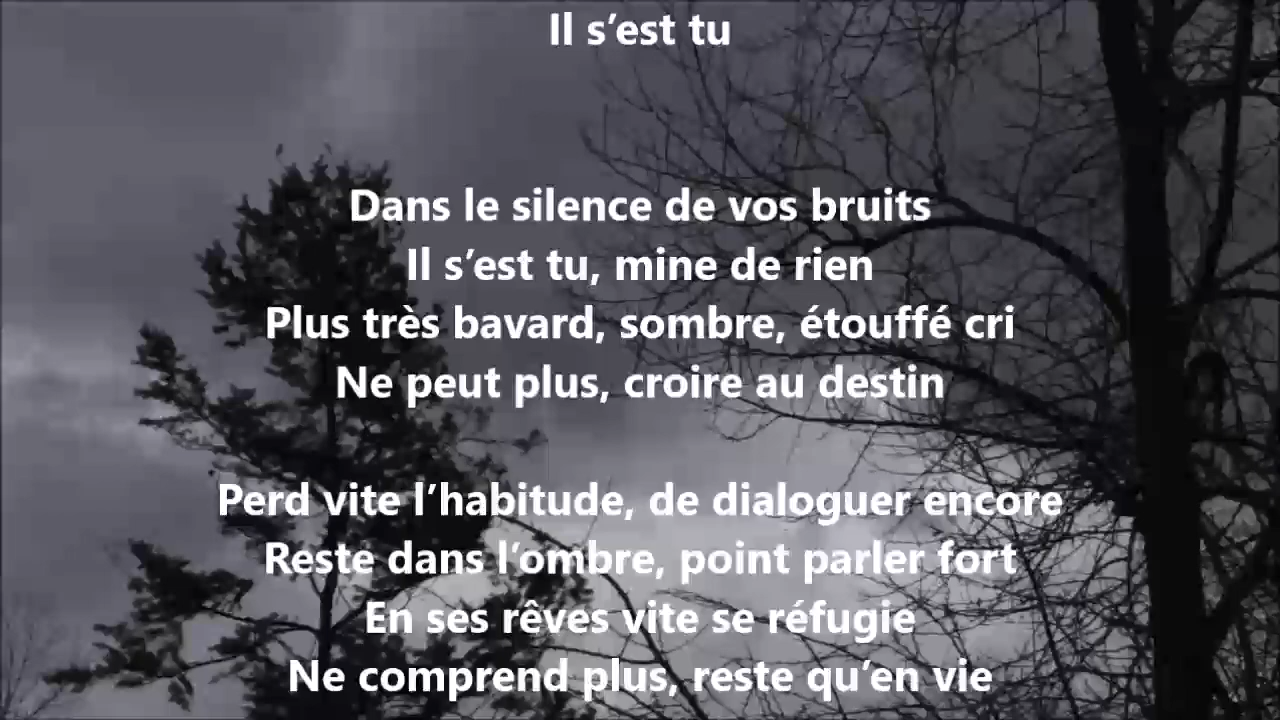 Il s’est tu
Dans le silence de vos bruits
Il s’est tu, mine de rien
Plus très bavard, sombre, étouffé cri
Ne peut plus, croire au destin
Perd vite l’habitude, de dialoguer encore
Reste dans l’ombre, point parler fort
En ses rêves vite se réfugie
Ne comprend plus, reste qu’en vie